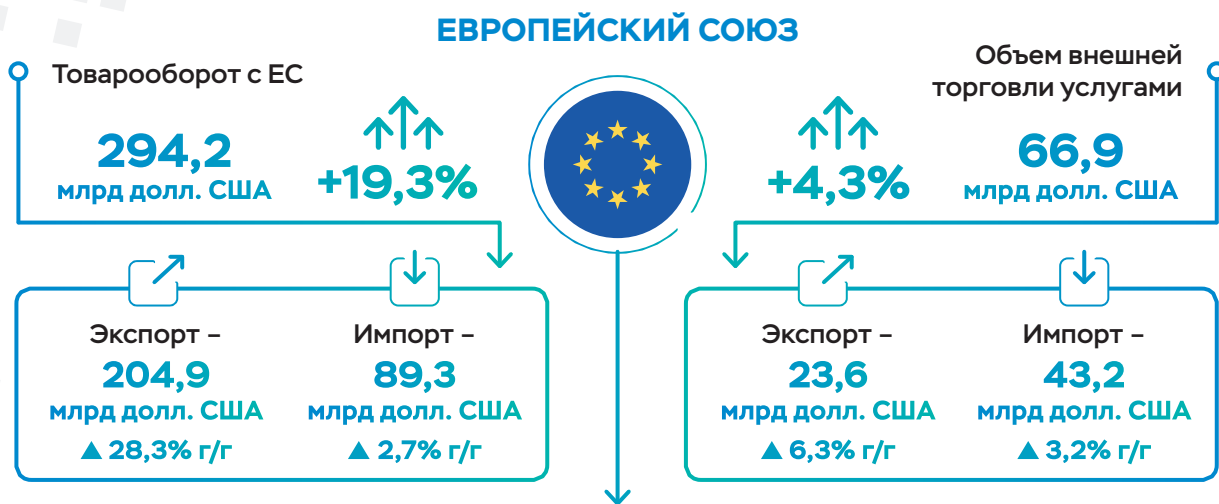 ЕВРОПЕЙСКИЙ СОЮЗ
Товарооборот с ЕС
294,2
млрд долл. США
+19,3%
Объем внешней
торговли услугами
+4,3%
66,9
млрд долл. США
Экспорт –
204,9
млрд долл. США
▲ 28,3% г/г
Импорт –
89,3
млрд долл. США
▲ 2,7% г/г
Экспорт –
23,6
млрд долл. США
▲ 6,3% г/г
Импорт –
43,2
млрд долл. США
▲ 3,2% г/г